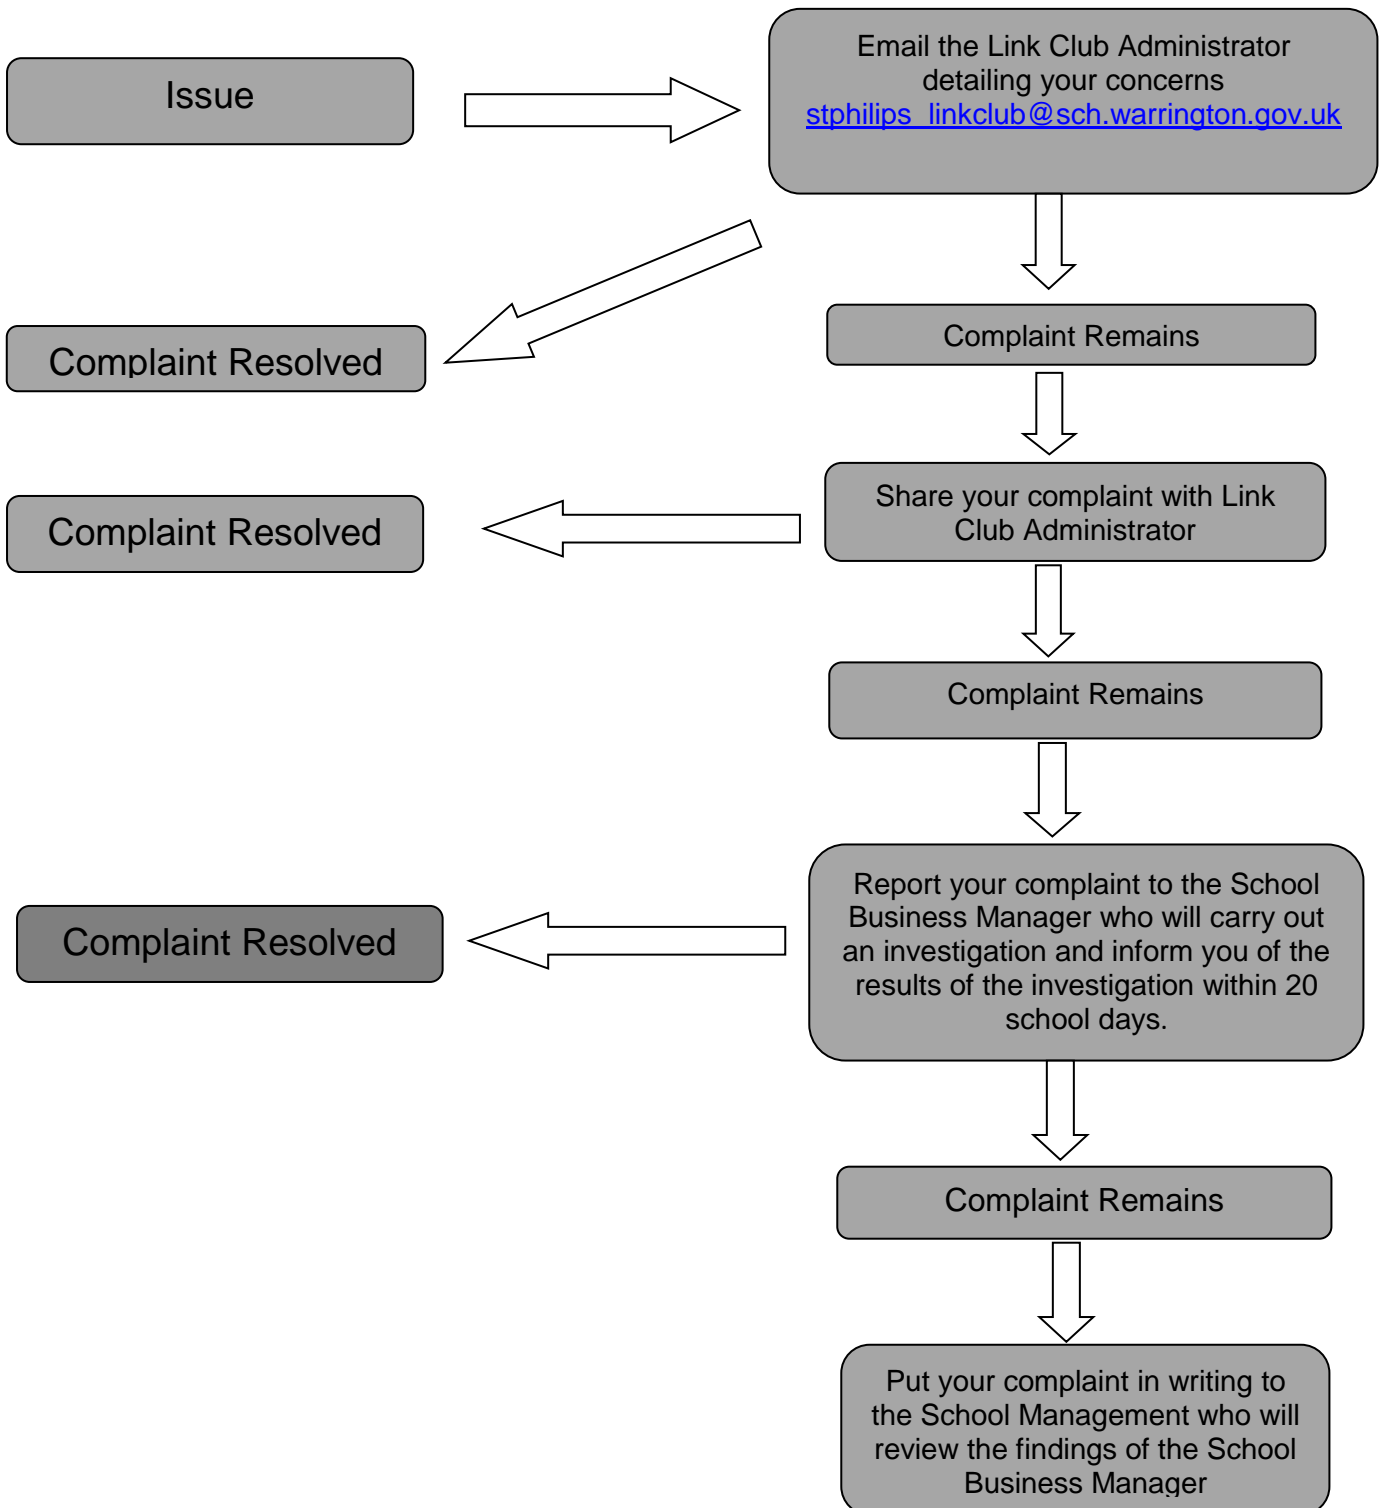 Issue
Email the Link Club Administrator
detailing your concerns
stphilips_linkclub@sch.warrington.gov.uk
Complaint Resolved
Complaint Remains
Complaint Resolved
Share your complaint with Link
Club Administrator
Complaint Remains
Complaint Resolved
Report your complaint to the School
Business Manager who will carry out
an investigation and inform you of the
results of the investigation within 20
school days.
Complaint Remains
Put your complaint in writing to
the School Management who will
review the findings of the School
Business Manager